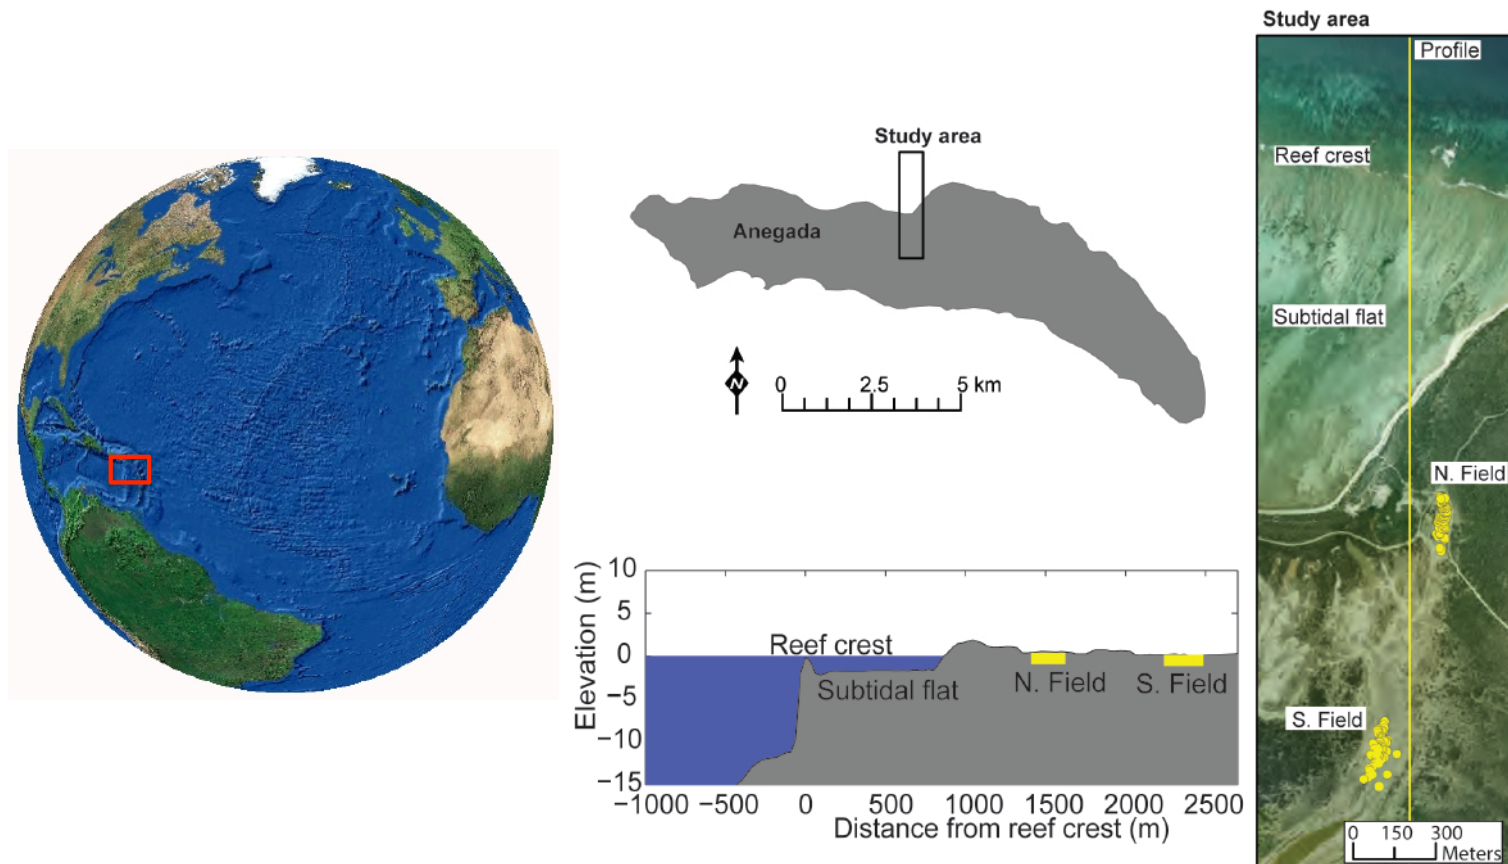 Study area
Anegada
N
0 2.5 5 km
Elevation (m)
10
5
0
−5
−10
−15
Reef crest
Subtidal flat
N. Field
S. Field
−1000 −500 0 500 1000 1500 2000 2500
Distance from reef crest (m)
Study area
Profile
Reef crest
Subtidal flat
N. Field
S. Field
0 150 300
Meters